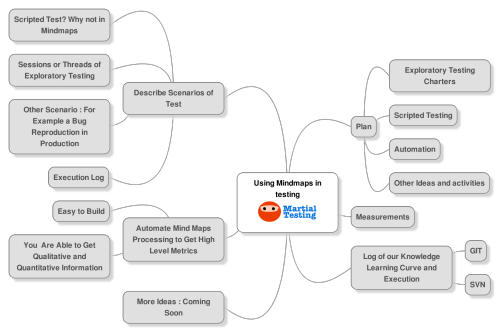 Scripted Test? Why not in
Mindmaps
Sessions or Threads of
Exploratory Testing
Other Scenario : For
Example a Bug
Reproduction in
Production
Execution Log
Describe Scenarios of
Test
Easy to Build
You Are Able to Get
Qualitative and
Quantitative Information
Automate Mind Maps
Processing to Get High
Level Metrics
More Ideas : Coming
Soon
Using Mindmaps in
testing
Martial
Testing
Plan
Exploratory Testing
Charters
Scripted Testing
Automation
Other Ideas and activities
Measurements
Log of our Knowledge
Learning Curve and
Execution
GIT
SVN